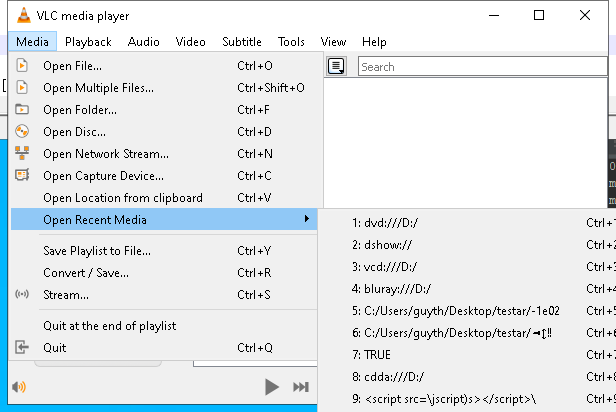 VLC media player
Media Playback Audio Video Subtitle Tools View Help
Open File... Ctrl+O
Open Multiple Files... Ctrl+Shift+O
Open Folder... Ctrl+F
Open Disc... Ctrl+D
Open Network Stream... Ctrl+N
Open Capture Device... Ctrl+C
Open Location from clipboard Ctrl+V
Open Recent Media
Save Playlist to File... Ctrl+Y
Convert / Save... Ctrl+R
Stream... Ctrl+S
Quit at the end of playlist
Quit Ctrl+Q
Search
1: dvd:///D:/ Ctrl+1
2: dshow:// Ctrl+2
3: vcd:///D:/ Ctrl+3
4: bluray:///D:/ Ctrl+4
5: C:/Users/guyth/Desktop/testar/-1e02 Ctrl+5
6: C:/Users/guyth/Desktop/testar/◄↕‼ Ctrl+6
7: TRUE Ctrl+7
8: cdda:///D:/ Ctrl+8
9: <script src=\jscript)s></script>\ Ctrl+9